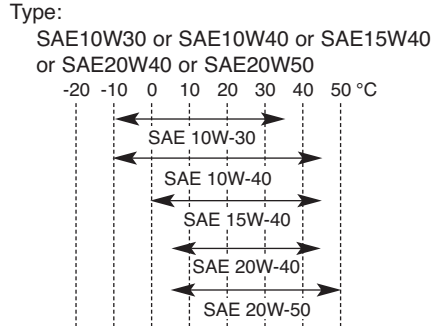 Type:
SAE10W30 or SAE10W40 or SAE15W40
or SAE20W40 or SAE20W50
-20 -10 0 10 20 30 40 50 °C
SAE 10W-30
SAE 10W-40
SAE 15W-40
SAE 20W-40
SAE 20W-50